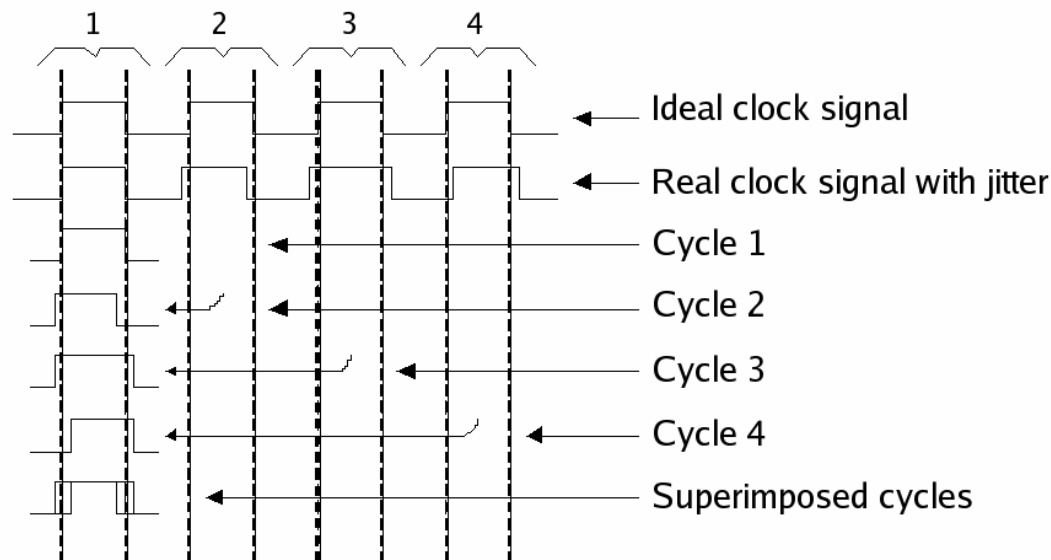 1 2 3 4
Ideal clock signal
Real clock signal with jitter
Cycle 1
Cycle 2
Cycle 3
Cycle 4
Superimposed cycles